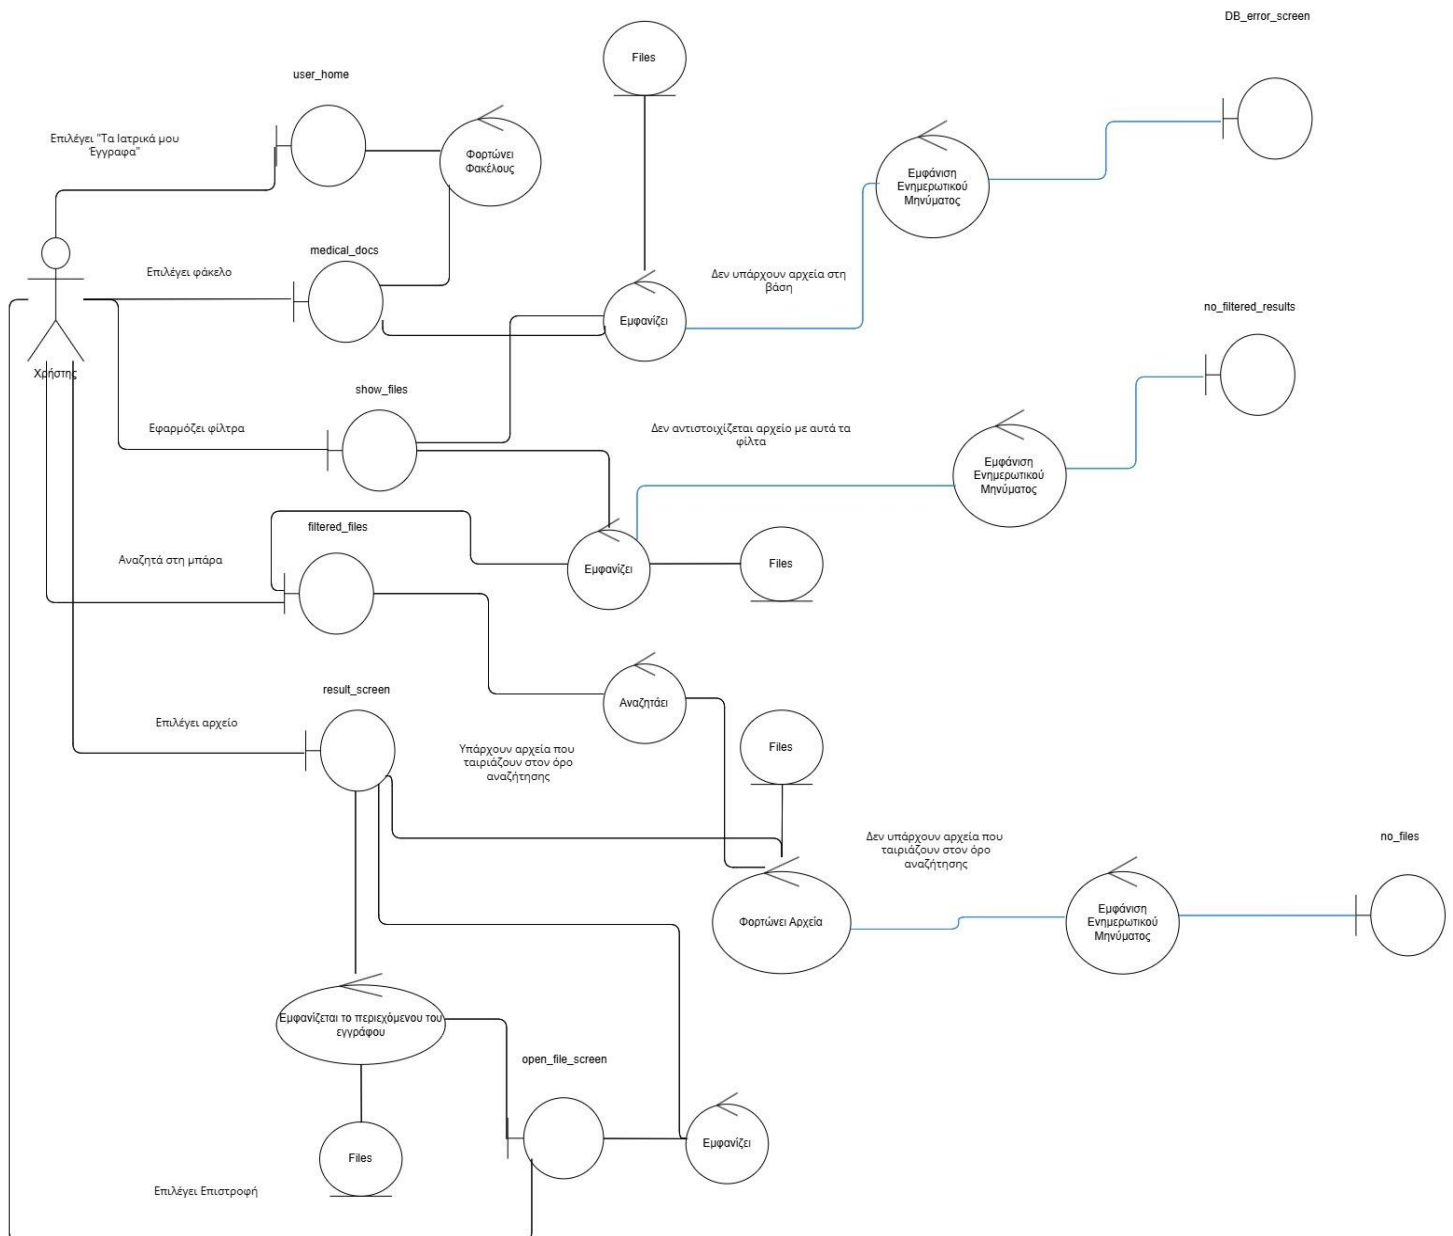 DB_error_screen
Files
user_home
Επιλέγει "Τα Ιατρικά μου
Έγγραφα"
Φορτώνει
Φακέλους
Εμφάνιση
Ενημερωτικού
Μηνύματος
medical_docs
Επιλέγει φάκελο
Δεν υπάρχουν αρχεία στη
βάση
no_filtered_results
Εμφανίζει
Χρήστης
show_files
Εφαρμόζει φίλτρα
Δεν αντιστοιχίζεται αρχείο με αυτά τα
φίλτα
Εμφάνιση
Ενημερωτικού
Μηνύματος
filtered_files
Αναζητά στη μπάρα
Εμφανίζει
Files
result_screen
Αναζητάει
Επιλέγει αρχείο
Υπάρχουν αρχεία που
ταιριάζουν στον όρο
αναζήτησης
Files
Δεν υπάρχουν αρχεία που
ταιριάζουν στον όρο
αναζήτησης
no_files
Φορτώνει Αρχεία
Εμφάνιση
Ενημερωτικού
Μηνύματος
Εμφανίζεται το περιεχόμενου του
εγγράφου
open_file_screen
Εμφανίζει
Files
Επιλέγει Επιστροφή